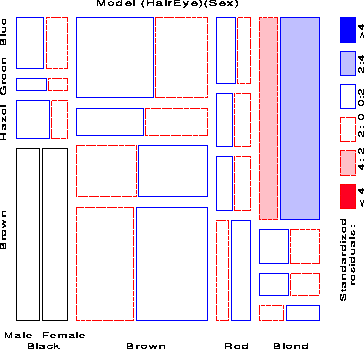 Model (HairEye)(Sex)
Blue
Green
Hazel
Brown
Male Female
Black Brown Red Blond
Standardized
residuals:
<-4
-4:-2
-2:0
0:2
2:4
>4